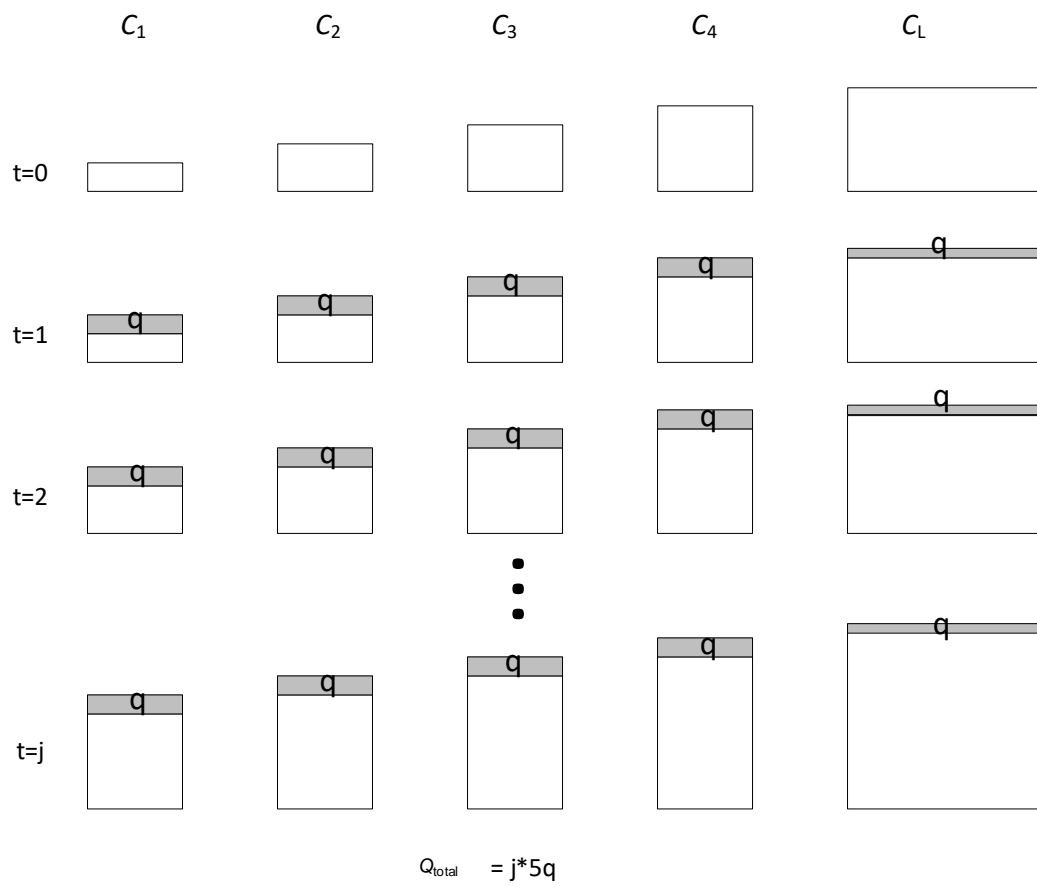 C1 C2 C3 C4 CL
t=0
q q q q q
t=1
q q q q q
t=2
q q q q q
t=j
Qtotal = j*5q